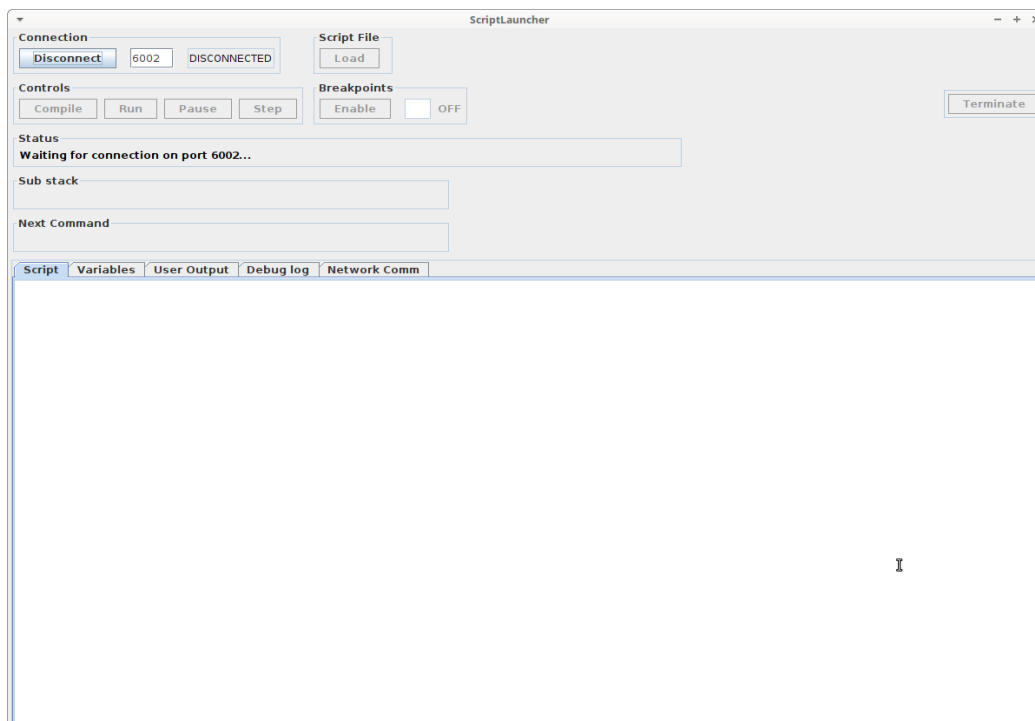 ScriptLauncher
Connection
Script File
Disconnect 6002 DISCONNECTED
Load
Controls
Breakpoints
Compile Run Pause Step
Enable OFF
Terminate
Status
Waiting for connection on port 6002...
Sub stack
Next Command
Script Variables User Output Debug log Network Comm